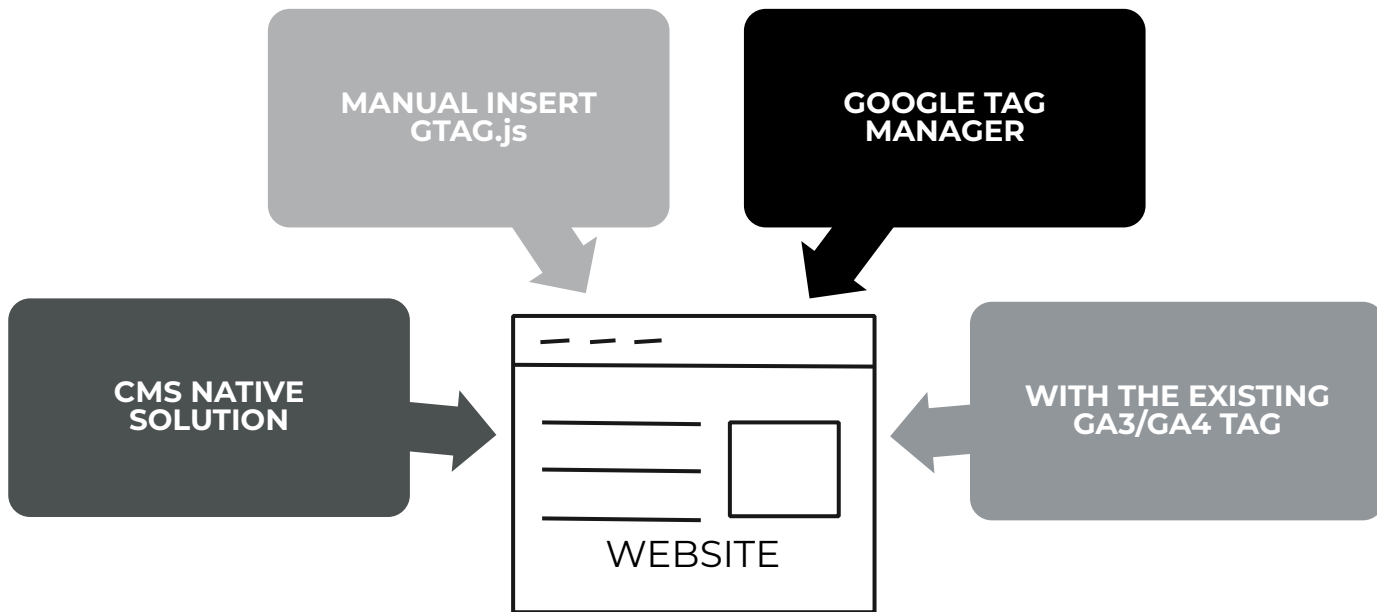 MANUAL INSERT
GTAG.js
GOOGLE TAG
MANAGER
CMS NATIVE
SOLUTION
WITH THE EXISTING
GA3/GA4 TAG
WEBSITE